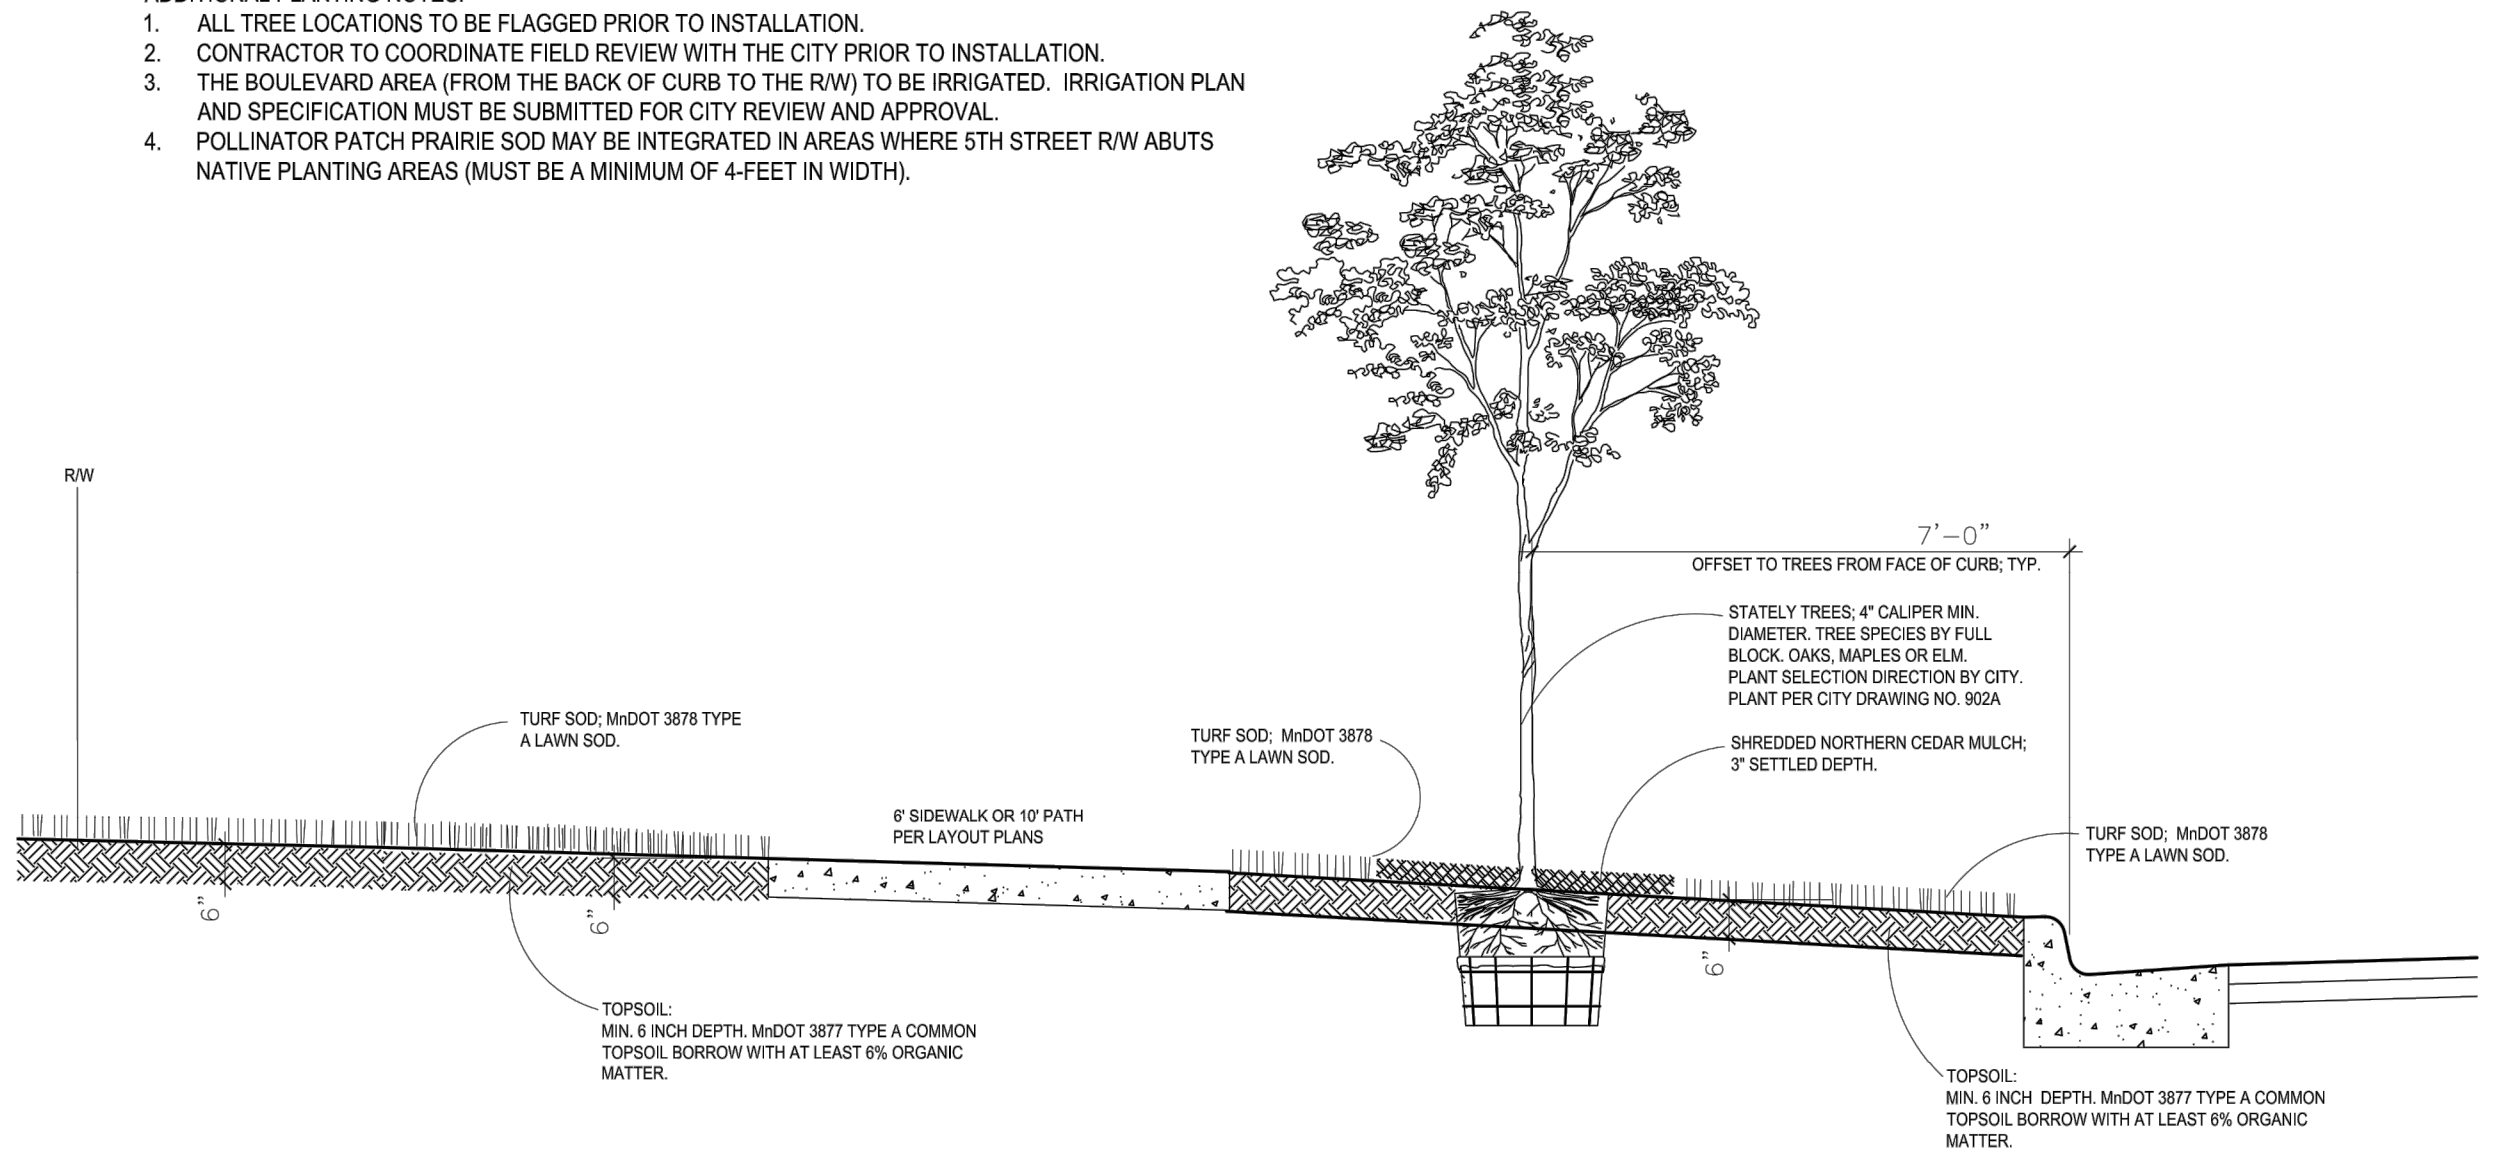 ADDITIONAL PLANTING NOTES:
1. ALL TREE LOCATIONS TO BE FLAGGED PRIOR TO INSTALLATION.
2. CONTRACTOR TO COORDINATE FIELD REVIEW WITH THE CITY PRIOR TO INSTALLATION.
3. THE BOULEVARD AREA (FROM THE BACK OF CURB TO THE R/W) TO BE IRRIGATED. IRRIGATION PLAN
AND SPECIFICATION MUST BE SUBMITTED FOR CITY REVIEW AND APPROVAL.
4. POLLINATOR PATCH PRAIRIE SOD MAY BE INTEGRATED IN AREAS WHERE 5TH STREET R/W ABUTS
NATIVE PLANTING AREAS (MUST BE A MINIMUM OF 4-FEET IN WIDTH).
R/W
7'-0"
OFFSET TO TREES FROM FACE OF CURB; TYP.
STATELY TREES; 4" CALIPER MIN.
DIAMETER. TREE SPECIES BY FULL
BLOCK. OAKS, MAPLES OR ELM.
PLANT SELECTION DIRECTION BY CITY.
PLANT PER CITY DRAWING NO. 902A
TURF SOD; MnDOT 3878 TYPE
A LAWN SOD.
TURF SOD; MnDOT 3878
TYPE A LAWN SOD.
SHREDDED NORTHERN CEDAR MULCH;
3" SETTLED DEPTH.
6' SIDEWALK OR 10' PATH
PER LAYOUT PLANS
TURF SOD; MnDOT 3878
TYPE A LAWN SOD.
6"
6"
6"
TOPSOIL:
MIN. 6 INCH DEPTH. MnDOT 3877 TYPE A COMMON
TOPSOIL BORROW WITH AT LEAST 6% ORGANIC
MATTER.
TOPSOIL:
MIN. 6 INCH DEPTH. MnDOT 3877 TYPE A COMMON
TOPSOIL BORROW WITH AT LEAST 6% ORGANIC
MATTER.